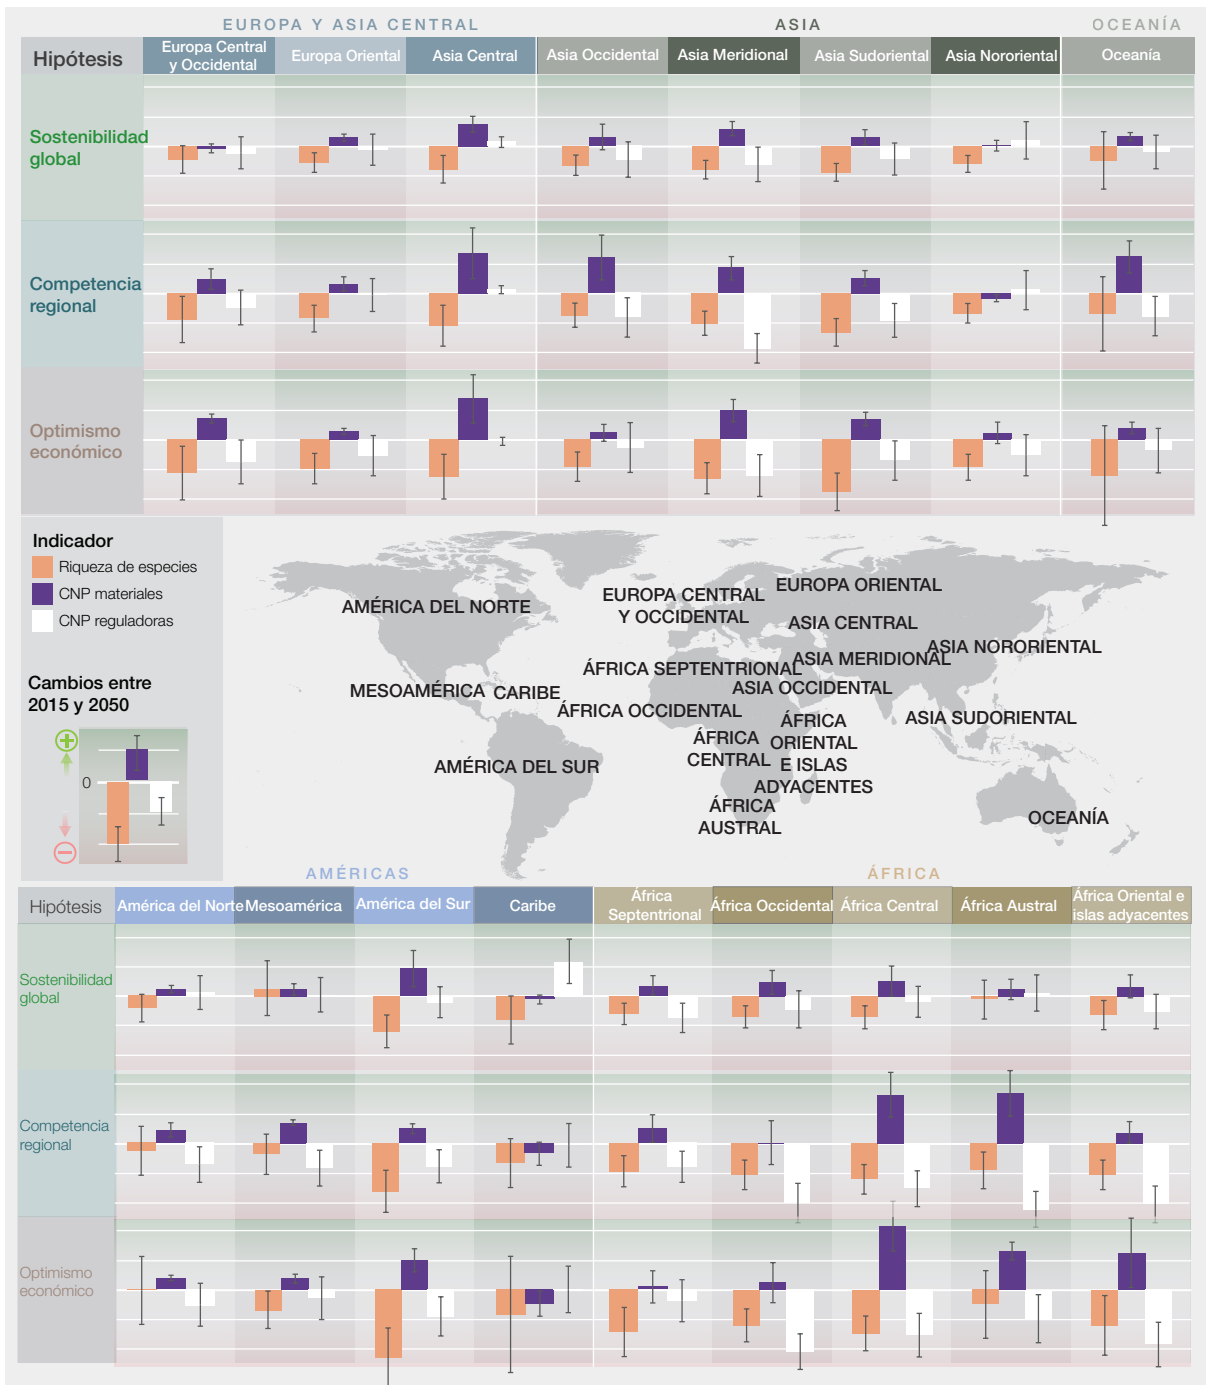 EUROPA Y ASIA CENTRAL
ASIA
OCEANÍA
Hipótesis
Europa Central
y Occidental
Europa Oriental
Asia Central
Asia Occidental
Asia Meridional
Asia Sudoriental
Asia Nororiental
Oceanía
Sostenibilidad
global
Competencia
regional
Optimismo
económico
Indicador
Riqueza de especies
CNP materiales
CNP reguladoras
Cambios entre
2015 y 2050
0
AMÉRICA DEL NORTE
EUROPA CENTRAL
Y OCCIDENTAL
EUROPA ORIENTAL
ASIA CENTRAL
ASIA NORORIENTAL
ASIA MERIDIONAL
ÁFRICA SEPTENTRIONAL
ASIA OCCIDENTAL
MESOAMÉRICA
CARIBE
ÁFRICA OCCIDENTAL
ASIA SUDORIENTAL
ÁFRICA
CENTRAL
ÁFRICA
ORIENTAL
E ISLAS
ADYACENTES
AMÉRICA DEL SUR
ÁFRICA
AUSTRAL
OCEANÍA
AMÉRICAS
ÁFRICA
Hipótesis
América del Norte
Mesoamérica
América del Sur
Caribe
África
Septentrional
África Occidental
África Central
África Austral
África Oriental e
islas adyacentes
Sostenibilidad
global
Competencia
regional
Optimismo
económico